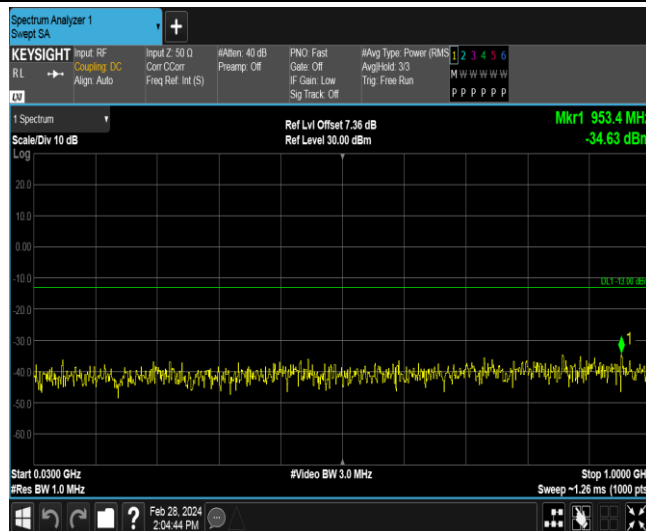 Spectrum Analyzer 1
Swept SA
+
KEYSIGHT Input: RF Input Z: 50 Ω #Atten: 40 dB PNO: Fast #Avg Type: Power (RMS 1 2 3 4 5 6
RL Coupling: DC Corr CCorr Preamp: Off Gate: Off Avg|Hold: 3/3 M W W W W W
Align: Auto Freq Ref: Int (S) IF Gain: Low Trig: Free Run
Sig Track: Off P P P P P P
LXI
1 Spectrum Ref Lvl Offset 7.36 dB Mkr1 953.4 MHz
Scale/Div 10 dB Ref Level 30.00 dBm -34.63 dBm
Log
20.0
10.0
0.00
-10.0
DL1 -13.00 dBm
-20.0
-30.0
1
-40.0
-50.0
-60.0
Start 0.0300 GHz #Video BW 3.0 MHz Stop 1.0000 GH
#Res BW 1.0 MHz Sweep ~1.26 ms (1000 pts
? Feb 28, 2024
2:04:44 PM